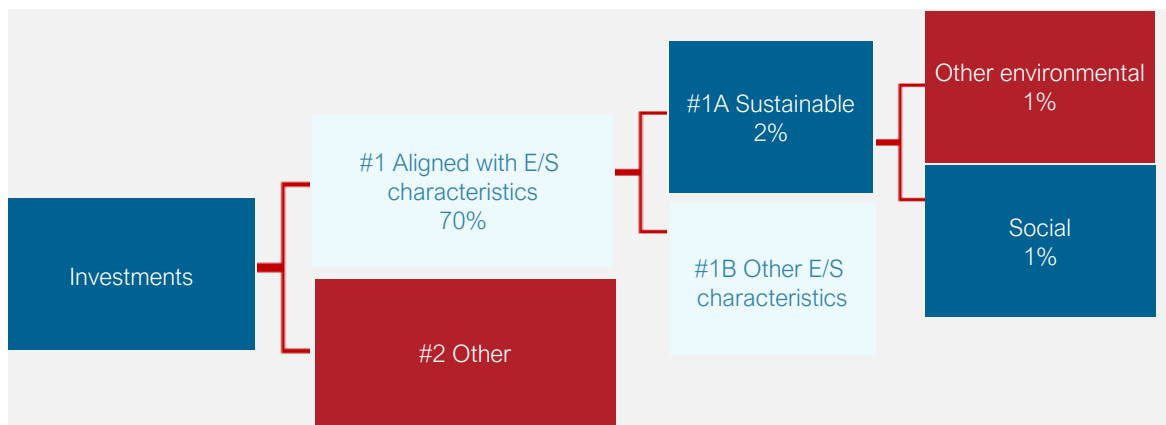 Investments
#1 Aligned with E/S
characteristics
70%
#2 Other
#1A Sustainable
2%
#1B Other E/S
characteristics
Other environmental
1%
Social
1%